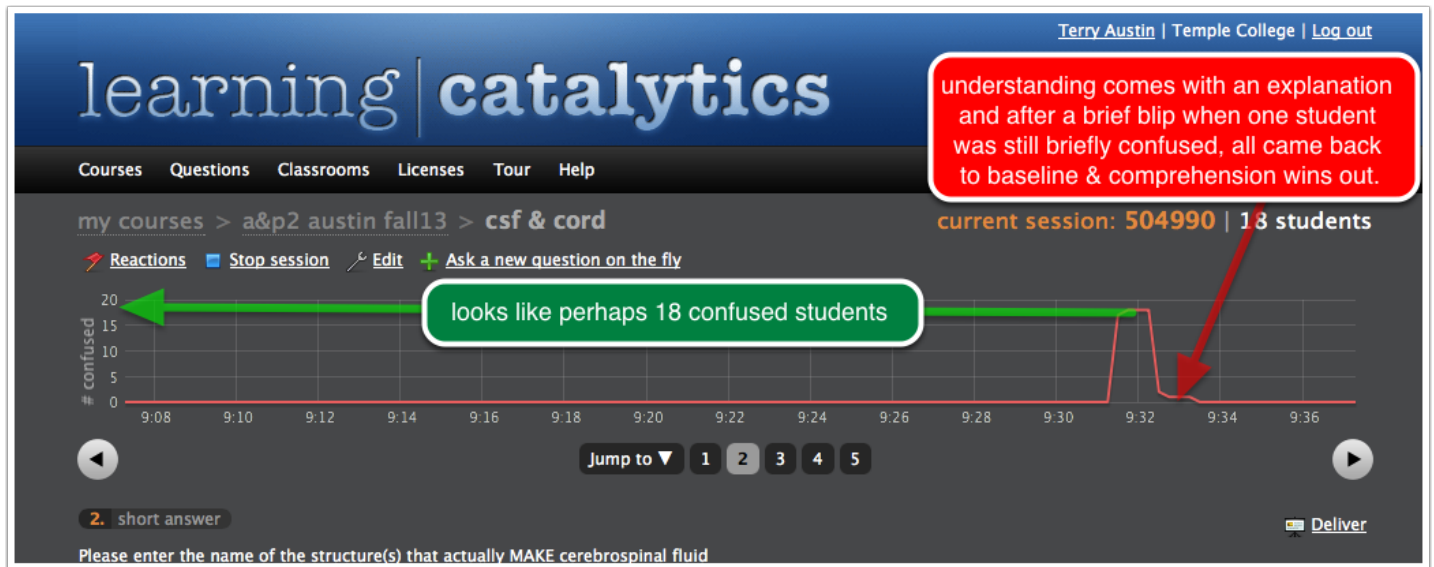 Terry Austin | Temple College | Log out
learning | catalytics
understanding comes with an explanation
and after a brief blip when one student
was still briefly confused, all came back
to baseline & comprehension wins out.
Courses Questions Classrooms Licenses Tour Help
my courses > a&p2 austin fall13 > csf & cord
current session: 504990 | 18 students
Reactions Stop session Edit Ask a new question on the fly
looks like perhaps 18 confused students
# confused
20
15
10
5
0
9:08 9:10 9:12 9:14 9:16 9:18 9:20 9:22 9:24 9:26 9:28 9:30 9:32 9:34 9:36
Jump to ▼ 1 2 3 4 5
2. short answer
Deliver
Please enter the name of the structure(s) that actually MAKE cerebrospinal fluid